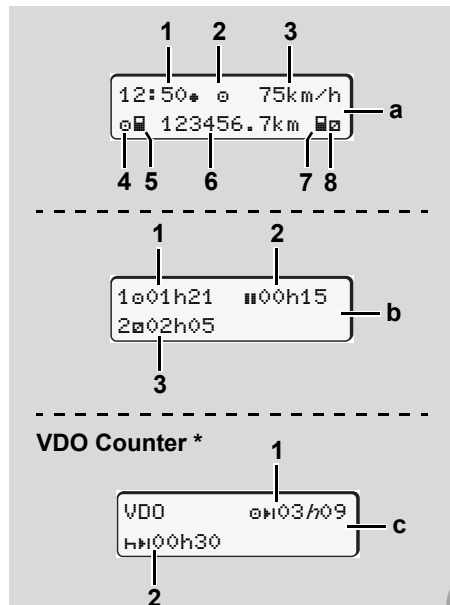 1 2 3
12:50 75km/h
a
123456.7km
4 5 6 7 8
1 2
1 01h21 00h15
b
2 02h05
3
VDO Counter *
1
VDO 03h09
c
00h30
2